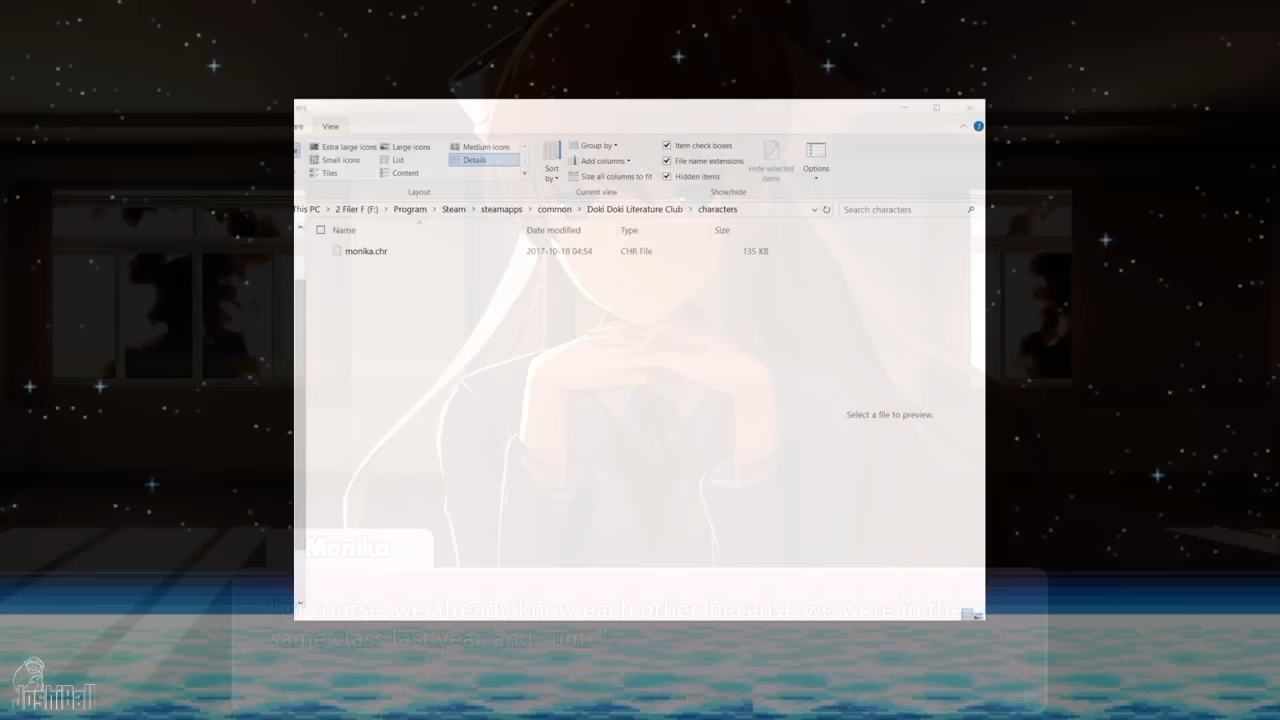 View
Extra large icons Large icons Medium icons
Small icons List Details
Tiles Content
Layout
Sort by
Group by
Add columns
Size all columns to fit
Current view
Item check boxes
File name extensions
Hidden items
Hide selected items
Show/hide
Options
This PC > 2 Filer F (F:) > Program > Steam > steamapps > common > Doki Doki Literature Club > characters
Search characters
Name Date modified Type Size
monika.chr 2017-10-18 04:54 CHR File 135 KB
Select a file to preview.
Monika
"Of course, we already know each other, because we were in the
same class last year, and...um..."
JoshiBall